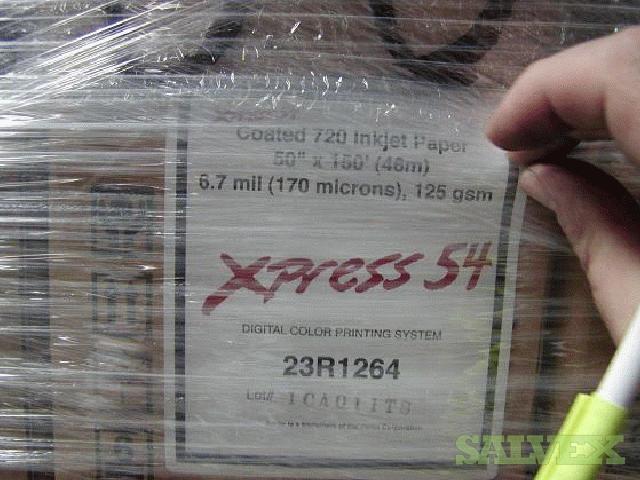 Coated 720 Inkjet Paper
50" x 150' (46m)
6.7 mil (170 microns), 125 gsm
Xpress 54
DIGITAL COLOR PRINTING SYSTEM
23R1264
Lot#
SALVEX